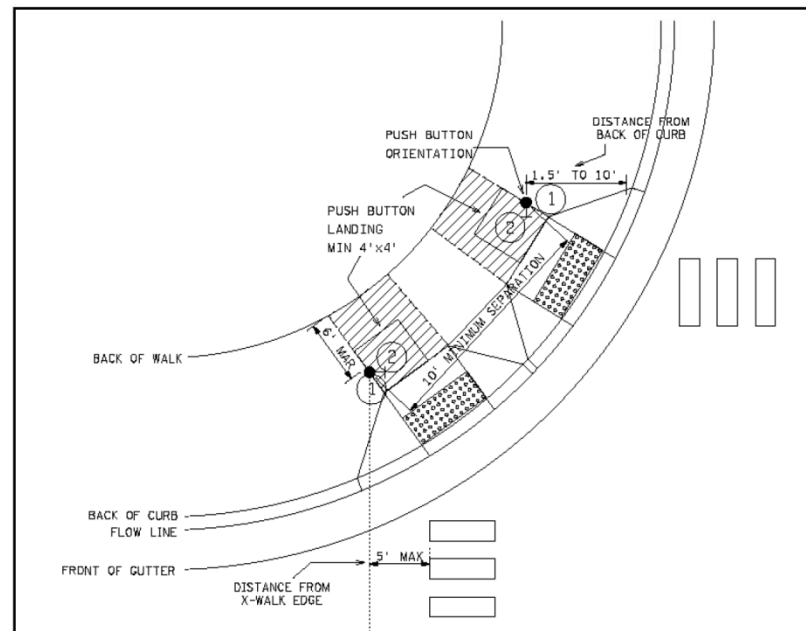 DISTANCE FROM
BACK OF CURB
PUSH BUTTON
ORIENTATION
1.5' TO 10'
1
2
PUSH BUTTON
LANDING
MIN 4'x4'
10' MINIMUM SEPARATION
6' MAR
2
1
BACK OF WALK
BACK OF CURB
FLOW LINE
FRONT OF GUTTER
5' MAX
DISTANCE FROM
X-WALK EDGE